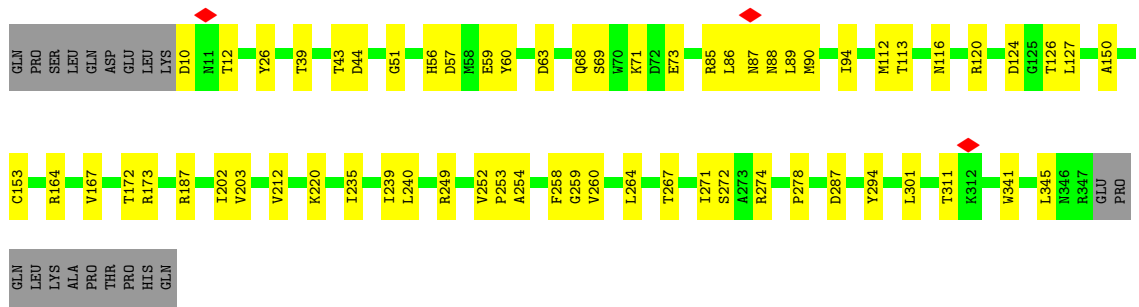 GLN PRO SER LEU GLN ASP GLU LEU LYS D10 N11 T12 Y26 T39 T43 D44 G51 H56 D57 M58 E59 Y60 D63 Q68 S69 W70 K71 D72 E73 R85 L86 N87 N88 L89 M90 I94 M112 T113 N116 R120 D124 G125 T126 L127 A150
C153 R164 V167 T172 R173 R187 I202 V203 V212 K220 I235 I239 L240 R249 V252 P253 A254 F258 G259 V260 L264 T267 I271 S272 A273 R274 P278 D287 Y294 L301 T311 K312 W341 L345 N346 R347 GLU PRO
GLN LEU LYS ALA PRO THR PRO HIS GLN